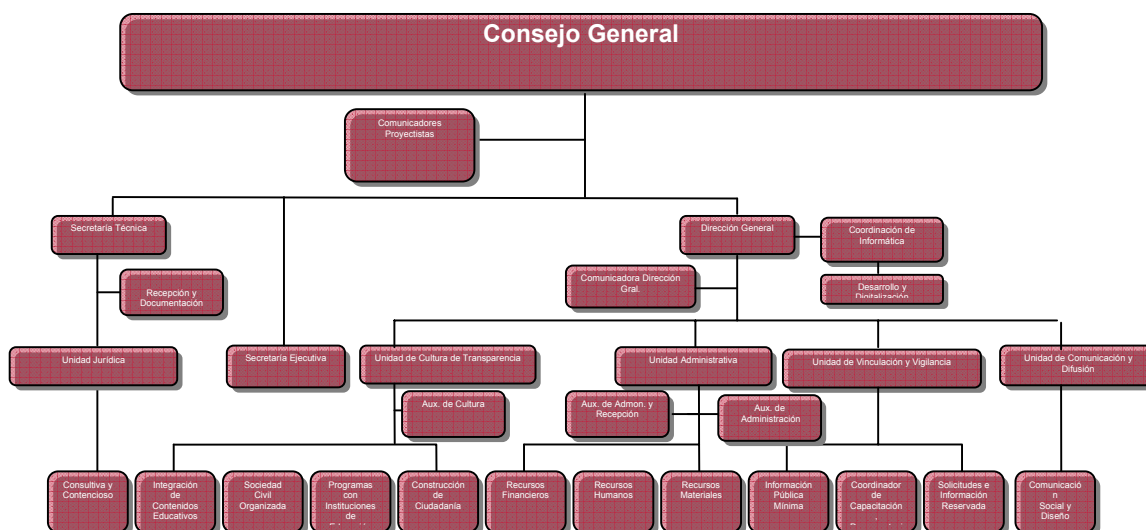 Consejo General
Comunicadores
Proyectistas
Secretaría Técnica
Dirección General
Coordinación de
Informática
Recepción y
Documentación
Comunicadora Dirección
Gral.
Desarrollo y
Digitalización
Unidad Jurídica
Secretaría Ejecutiva
Unidad de Cultura de Transparencia
Unidad Administrativa
Unidad de Vinculación y Vigilancia
Unidad de Comunicación y
Difusión
Aux. de Cultura
Aux. de Admon. y
Recepción
Aux. de
Administración
Consultiva y
Contencioso
Integración
de
Contenidos
Educativos
Sociedad
Civil
Organizada
Programas
con
Instituciones
de
Construcción
de
Ciudadanía
Recursos
Financieros
Recursos
Humanos
Recursos
Materiales
Información
Pública
Mínima
Coordinador
de
Capacitación
Solicitudes e
Información
Reservada
Comunicació
n
Social y
Diseño